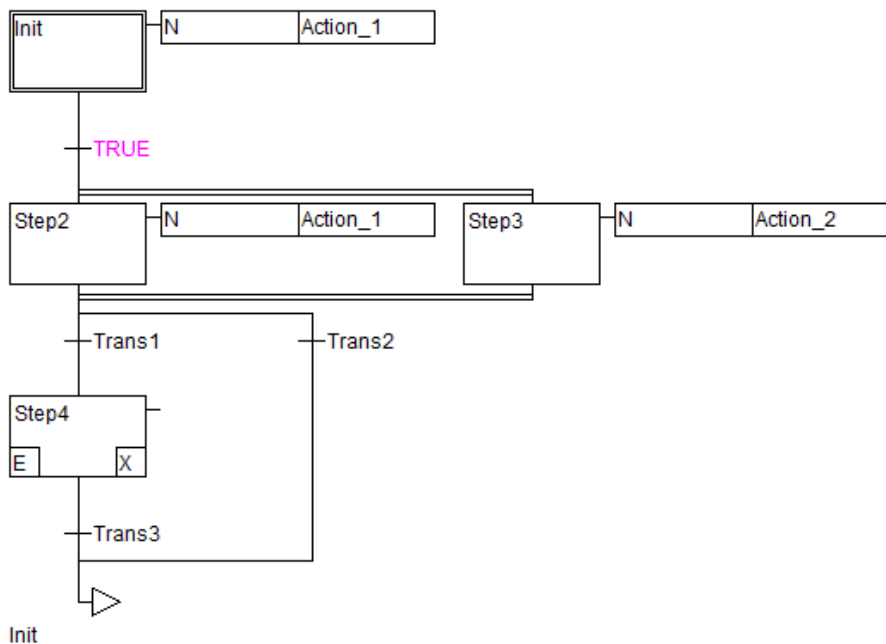 Init N Action_1
TRUE
Step2 N Action_1 Step3 N Action_2
Trans1 Trans2
Step4
E X
Trans3
Init